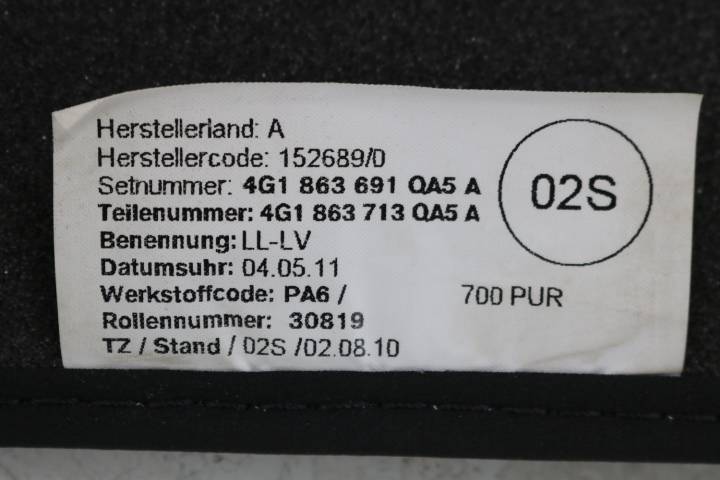 Herstellerland: A
Herstellercode: 152689/0
Setnummer: 4G1 863 691 QA5 A
Teilenummer: 4G1 863 713 QA5 A
02S
Benennung: LL-LV
Datumsuhr: 04.05.11
Werkstoffcode: PA6 / 700 PUR
Rollennummer: 30819
TZ / Stand / 02S /02.08.10